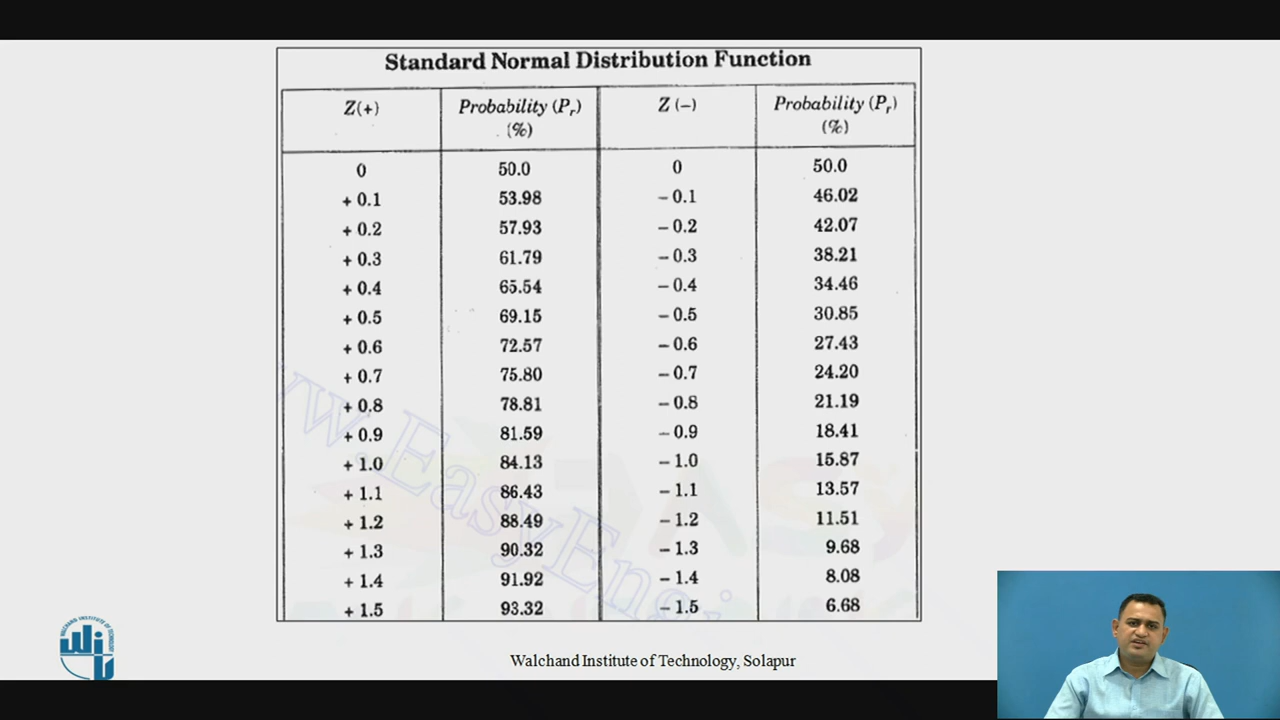 Standard Normal Distribution Function
Z(+) Probability (Pr) Z (–) Probability (Pr)
(%) (%)
0 50.0 0 50.0
+ 0.1 53.98 – 0.1 46.02
+ 0.2 57.93 – 0.2 42.07
+ 0.3 61.79 – 0.3 38.21
+ 0.4 65.54 – 0.4 34.46
+ 0.5 69.15 – 0.5 30.85
+ 0.6 72.57 – 0.6 27.43
+ 0.7 75.80 – 0.7 24.20
+ 0.8 78.81 – 0.8 21.19
+ 0.9 81.59 – 0.9 18.41
+ 1.0 84.13 – 1.0 15.87
+ 1.1 86.43 – 1.1 13.57
+ 1.2 88.49 – 1.2 11.51
+ 1.3 90.32 – 1.3 9.68
+ 1.4 91.92 – 1.4 8.08
+ 1.5 93.32 – 1.5 6.68
WALCHAND INSTITUTE OF TECHNOLOGY
Walchand Institute of Technology, Solapur